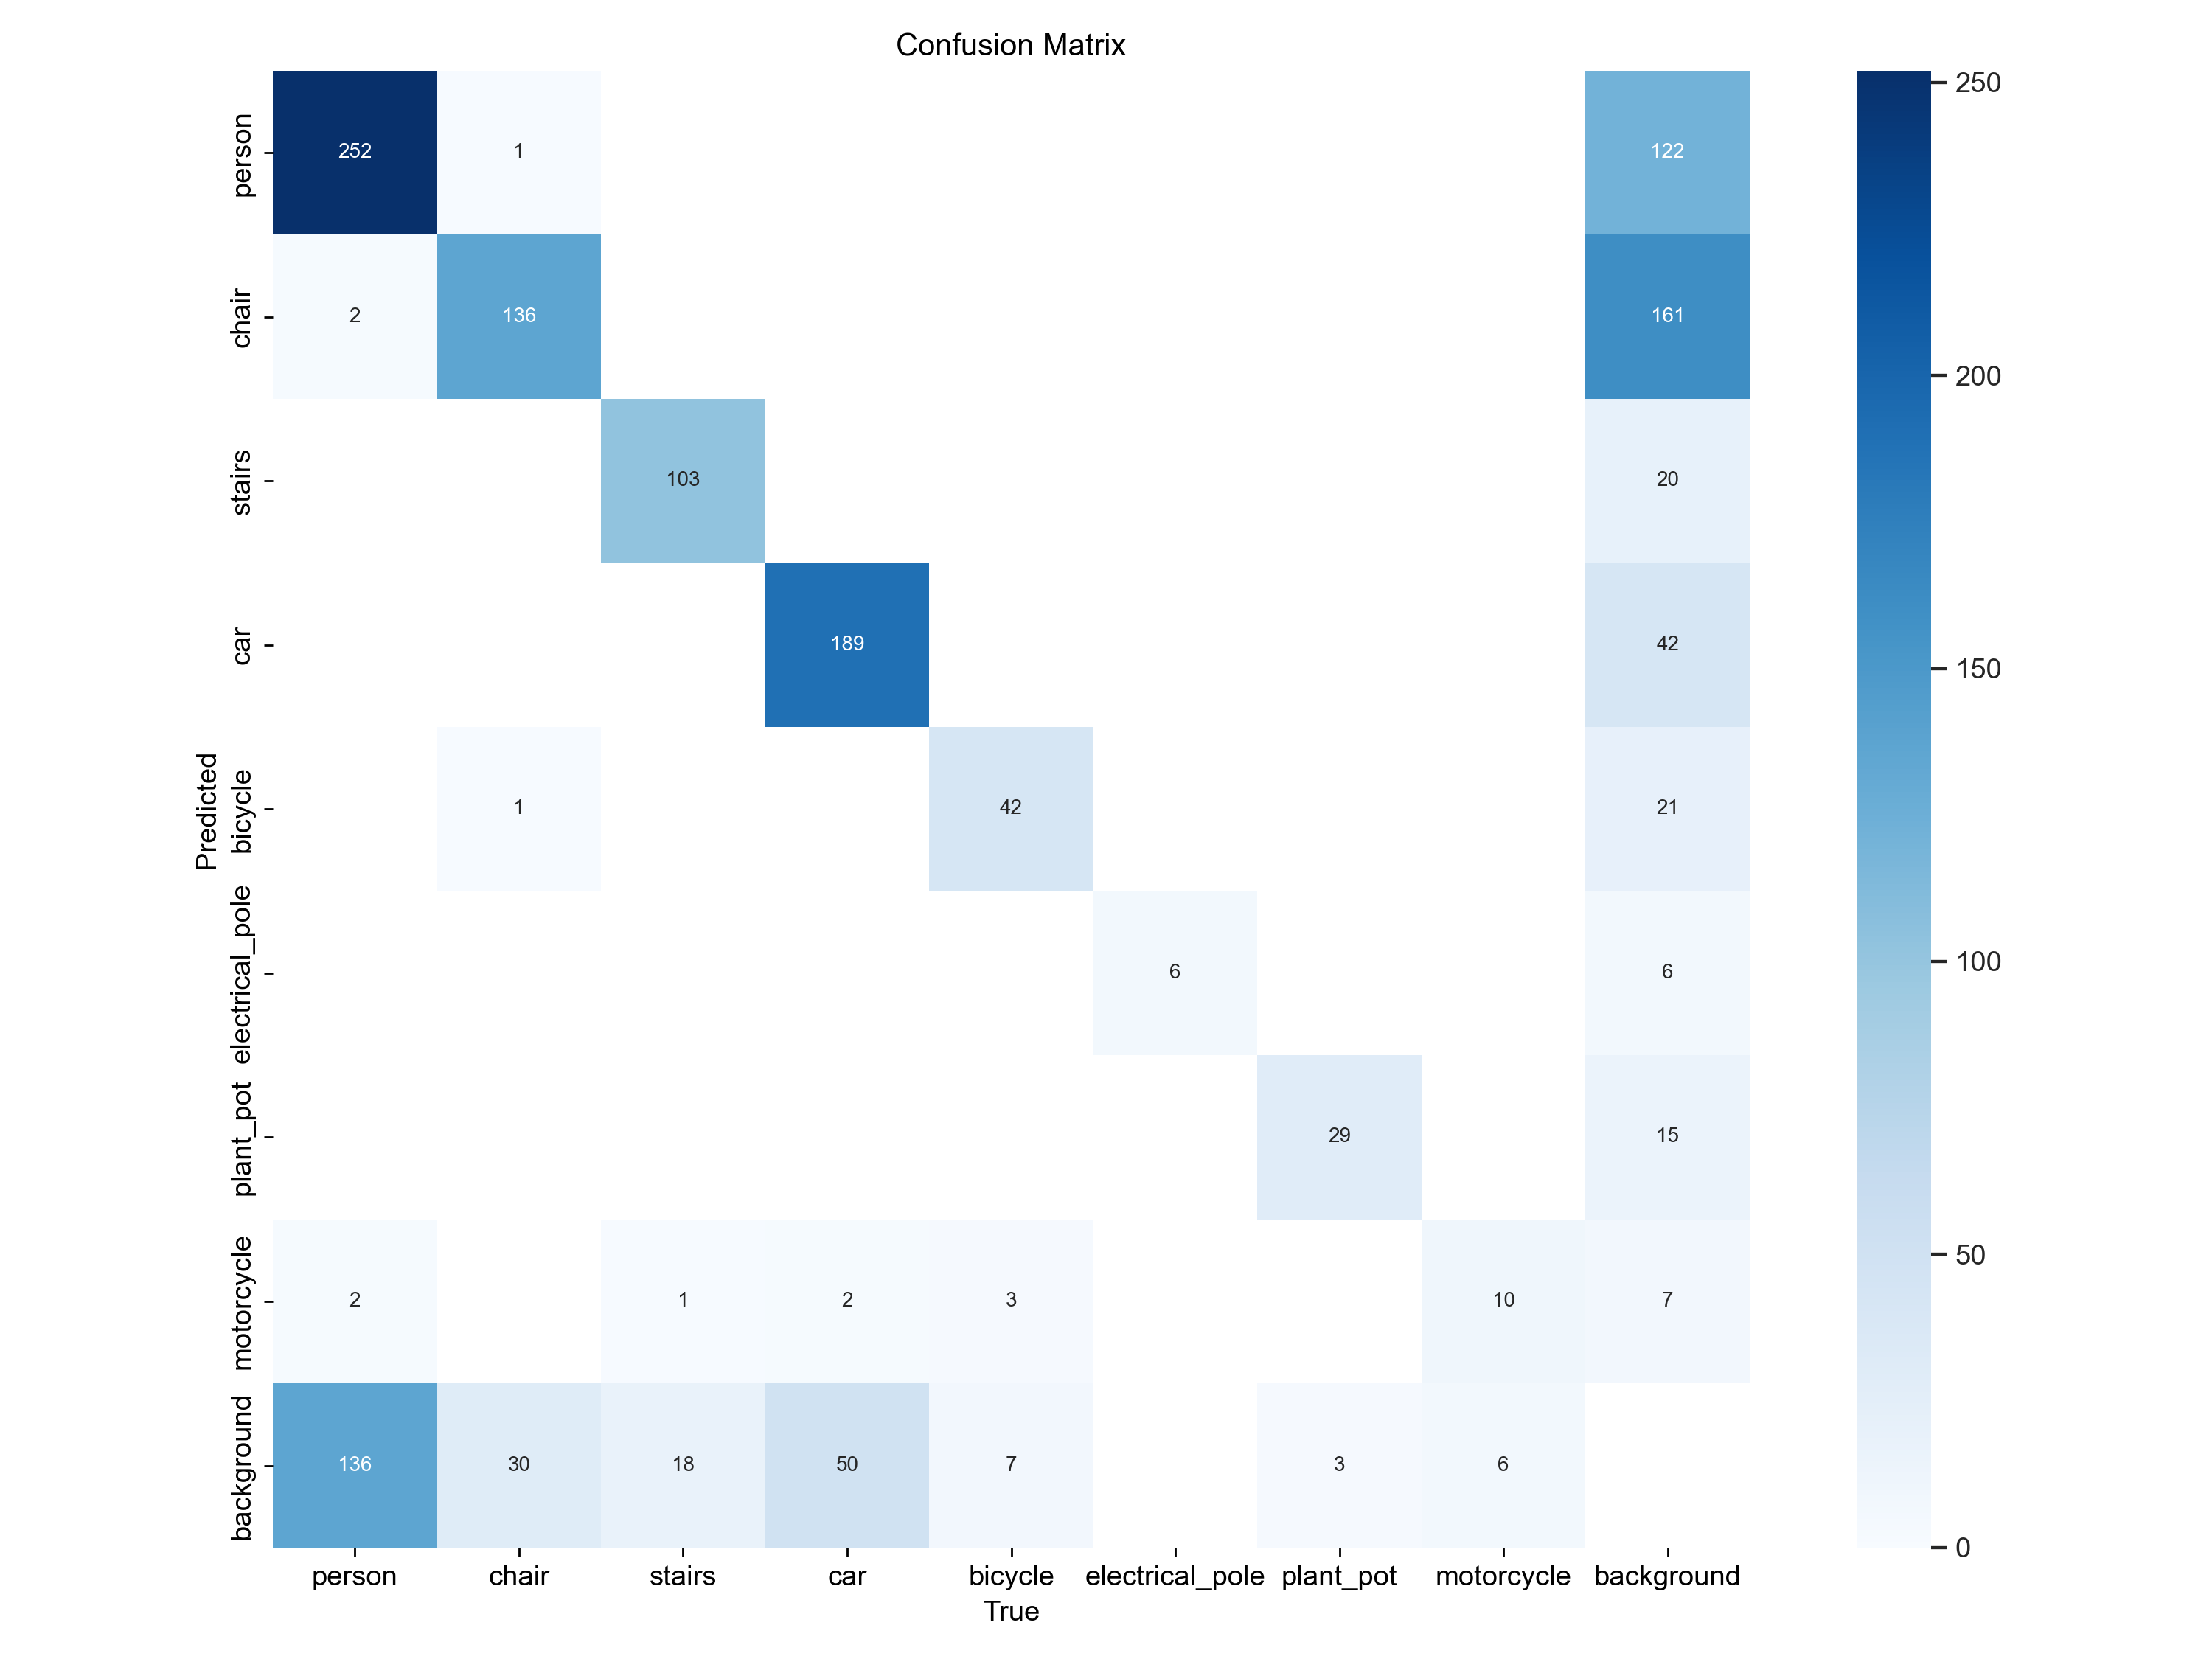 Confusion Matrix
person
252
1
122
250
chair
2
136
161
200
stairs
103
20
car
189
42
150
Predicted
bicycle
1
42
21
electrical_pole
6
6
100
plant_pot
29
15
motorcycle
2
1
2
3
10
7
50
background
136
30
18
50
7
3
6
0
person chair stairs car bicycle electrical_pole plant_pot motorcycle background
True